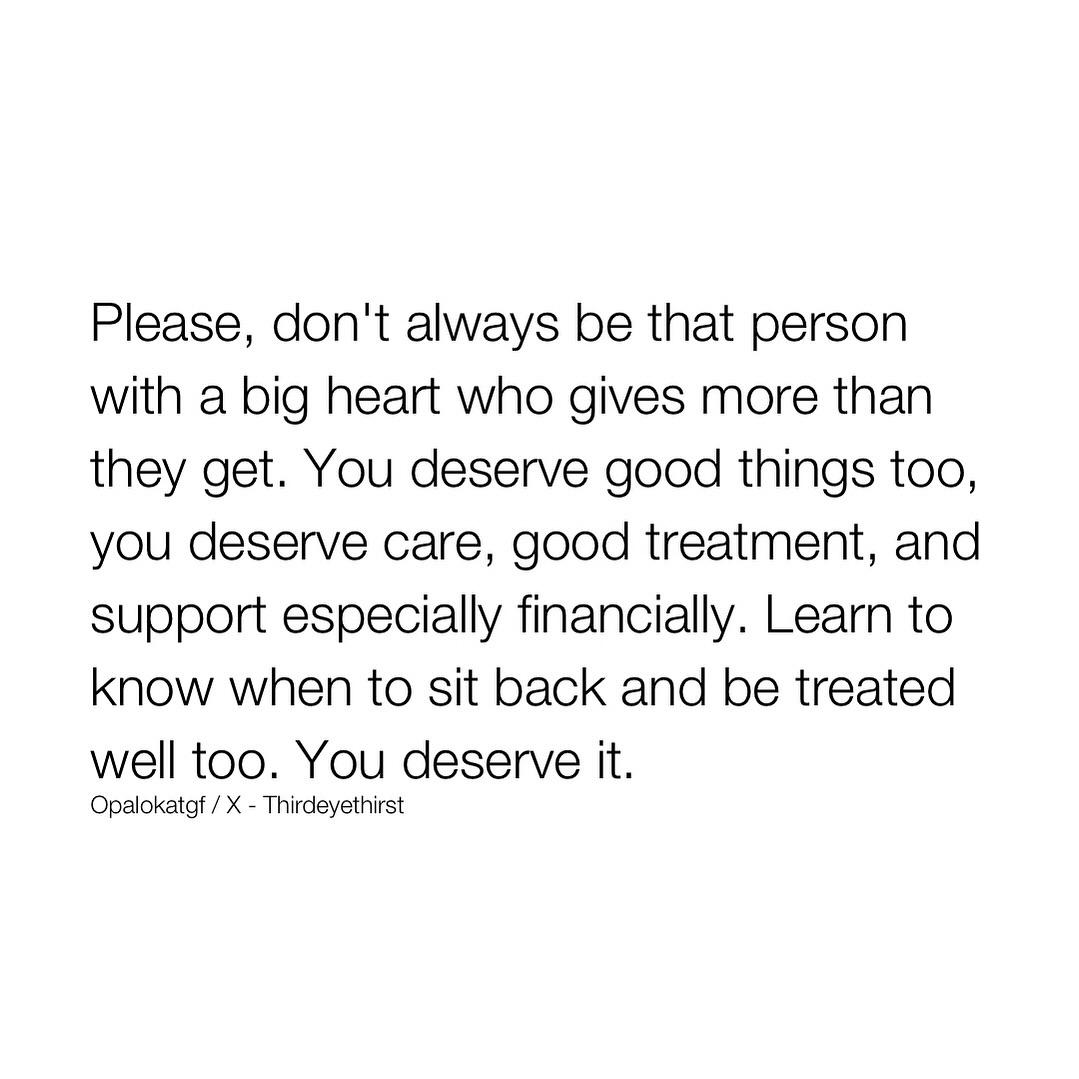 Please, don't always be that person
with a big heart who gives more than
they get. You deserve good things too,
you deserve care, good treatment, and
support especially financially. Learn to
know when to sit back and be treated
well too. You deserve it.
Opalokatgf / X - Thirdeyethirst